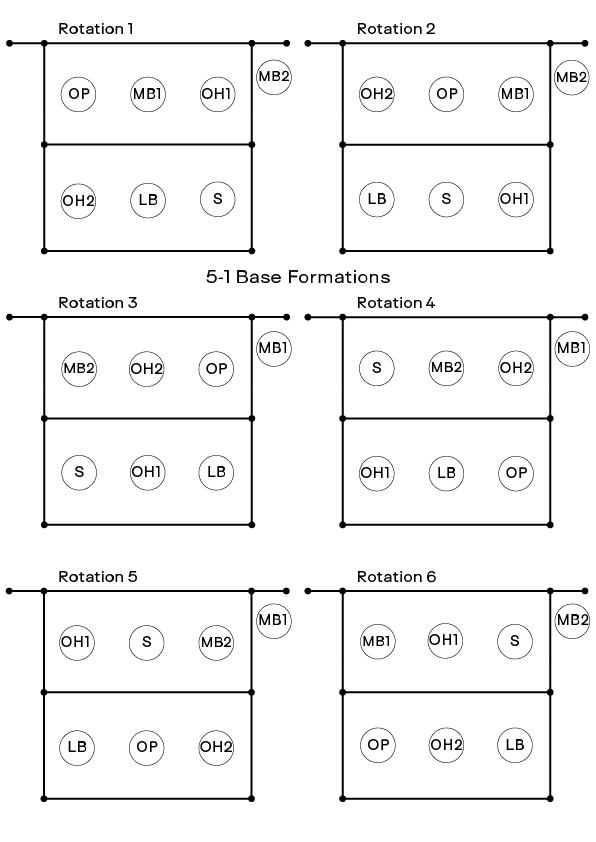 Rotation 1
OP MB1 OH1 MB2
OH2 LB S
Rotation 2
OH2 OP MB1 MB2
LB S OH1
5-1 Base Formations
Rotation 3
MB2 OH2 OP MB1
S OH1 LB
Rotation 4
S MB2 OH2 MB1
OH1 LB OP
Rotation 5
OH1 S MB2 MB1
LB OP OH2
Rotation 6
MB1 OH1 S MB2
OP OH2 LB